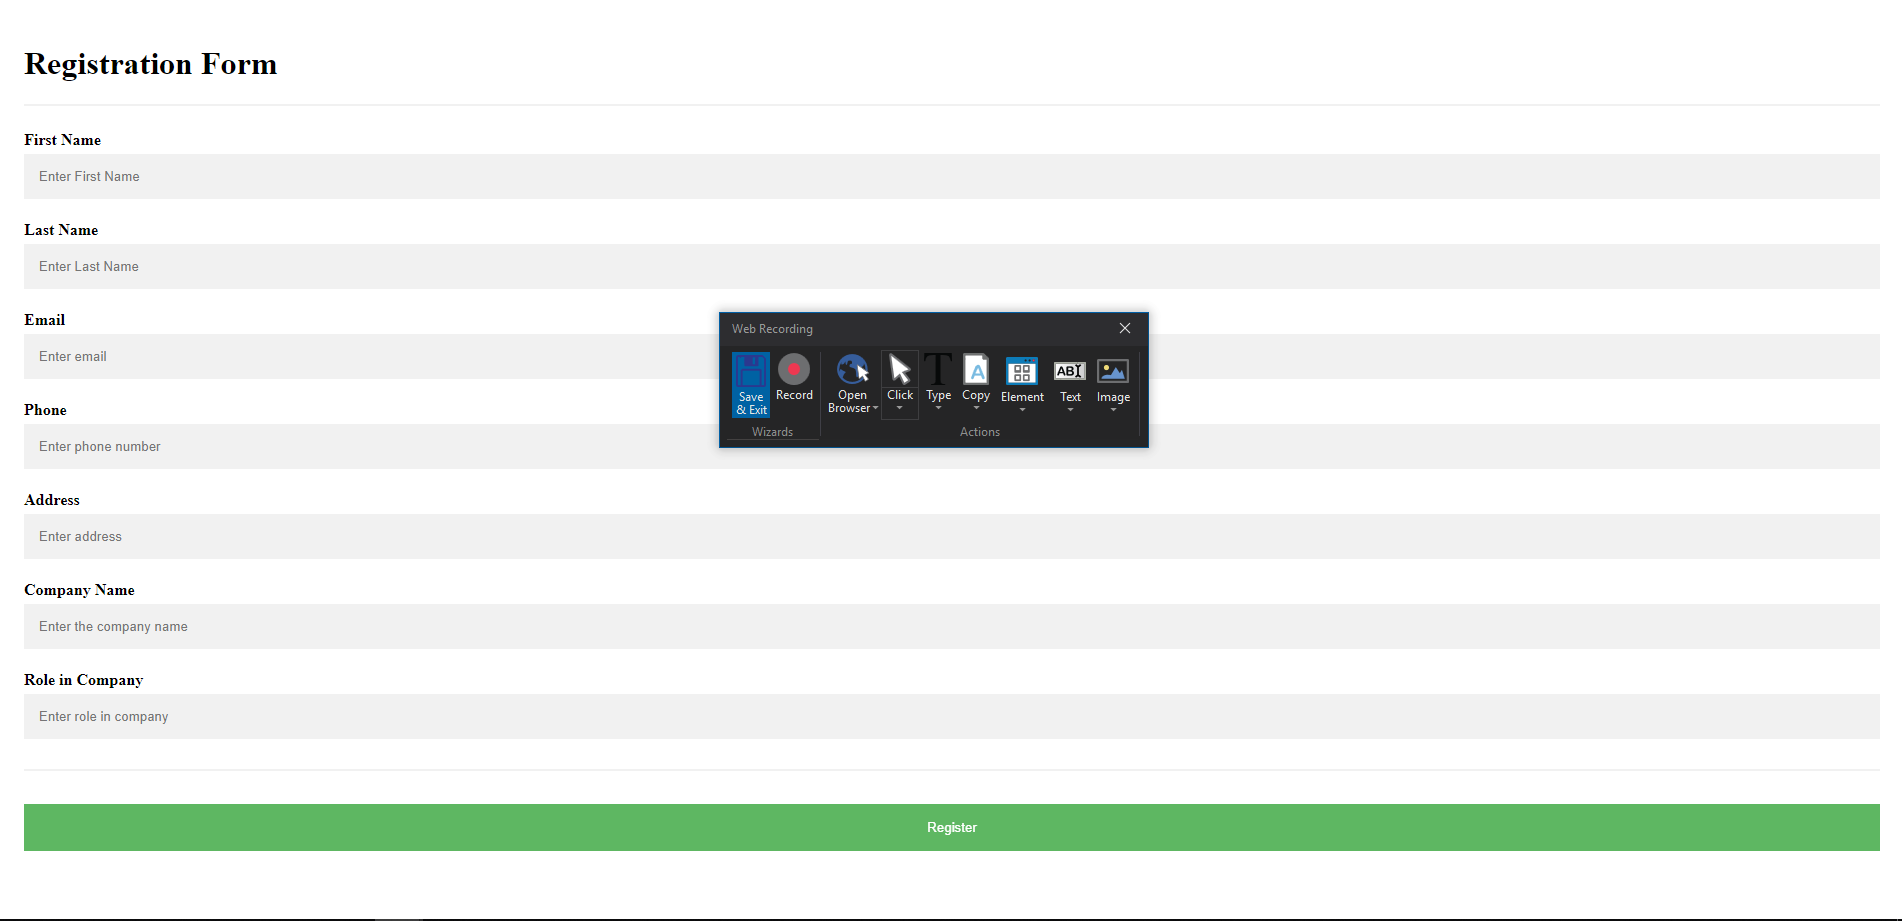 Registration Form
First Name
Enter First Name
Last Name
Enter Last Name
Email
Enter email
Phone
Enter phone number
Address
Enter address
Company Name
Enter the company name
Role in Company
Enter role in company
Register
Web Recording
Save & Exit
Record
Open Browser
Click
Type
Copy
Element
Text
Image
Wizards
Actions
T
A
ABI